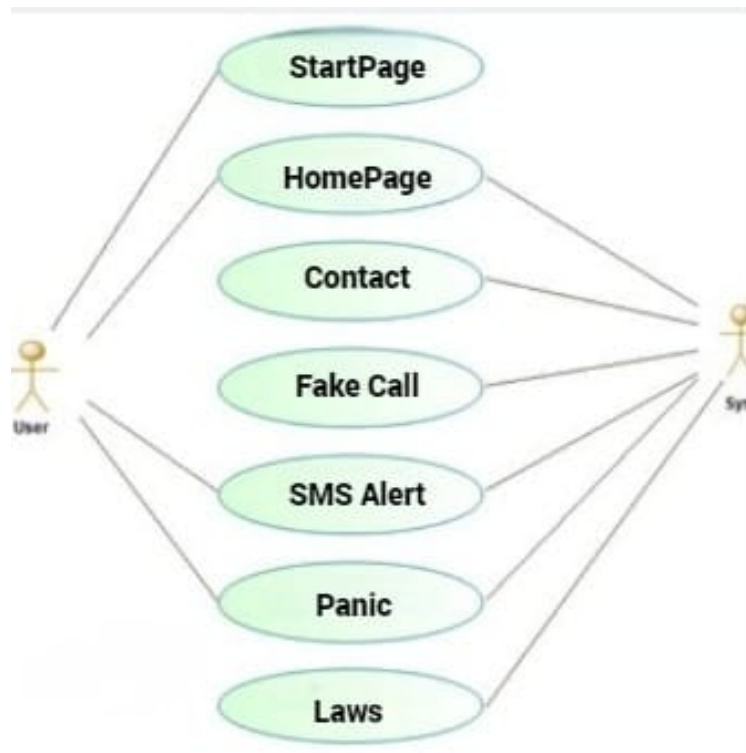 StartPage
HomePage
Contact
Fake Call
User
SMS Alert
Panic
Laws